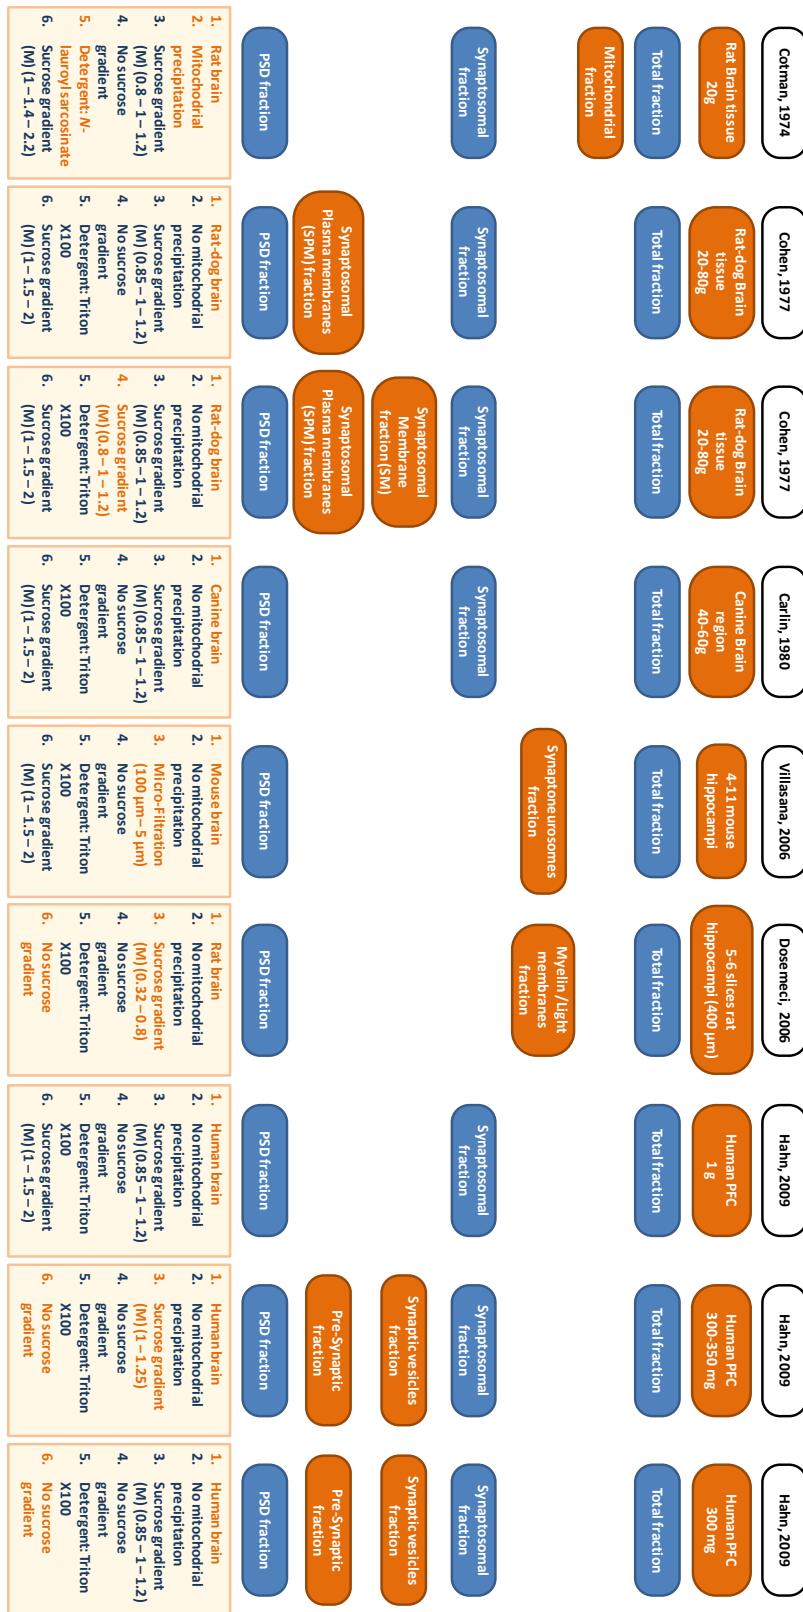 Cotman, 1974
Rat Brain tissue
20g
Total fraction
Mitochondrial
fraction
Synaptosomal
fraction
PSD fraction
1. Rat brain
2. Mitochodrial
precipitation
3. Sucrose gradient
(M) (0.8 – 1 – 1.2)
4. No sucrose
gradient
5. Detergent: N-
lauroyl sarcosinate
6. Sucrose gradient
(M) (1 – 1.4 – 2.2)
Cohen, 1977
Rat-dog Brain
tissue
20-80g
Total fraction
Synaptosomal
fraction
Synaptosomal
Plasma membranes
(SPM) fraction
PSD fraction
1. Rat-dog brain
2. No mitochodrial
precipitation
3. Sucrose gradient
(M) (0.85 – 1 – 1.2)
4. No sucrose
gradient
5. Detergent: Triton
X100
6. Sucrose gradient
(M) (1 – 1.5 – 2)
Cohen, 1977
Rat-dog Brain
tissue
20-80g
Total fraction
Synaptosomal
fraction
Synaptosomal
Membrane
fraction (SM)
Synaptosomal
Plasma membranes
(SPM) fraction
PSD fraction
1. Rat-dog brain
2. No mitochodrial
precipitation
3. Sucrose gradient
(M) (0.85 – 1 – 1.2)
4. Sucrose gradient
(M) (0.8 – 1 – 1.2)
5. Detergent: Triton
X100
6. Sucrose gradient
(M) (1 – 1.5 – 2)
Carlin, 1980
Canine Brain
region
40-60g
Total fraction
Synaptosomal
fraction
PSD fraction
1. Canine brain
2. No mitochodrial
precipitation
3. Sucrose gradient
(M) (0.85 – 1 – 1.2)
4. No sucrose
gradient
5. Detergent: Triton
X100
6. Sucrose gradient
(M) (1 – 1.5 – 2)
Villasana, 2006
4-11 mouse
hippocampi
Total fraction
Synaptoneurosomes
fraction
PSD fraction
1. Mouse brain
2. No mitochodrial
precipitation
3. Micro-Filtration
(100 µm – 5 µm)
4. No sucrose
gradient
5. Detergent: Triton
X100
6. Sucrose gradient
(M) (1 – 1.5 – 2)
Dosemeci, 2006
5-6 slices rat
hippocampi (400 µm)
Total fraction
Myelin /Light
membranes
fraction
PSD fraction
1. Rat brain
2. No mitochodrial
precipitation
3. Sucrose gradient
(M) (0.32 – 0.8)
4. No sucrose
gradient
5. Detergent: Triton
X100
6. No sucrose
gradient
Hahn, 2009
Human PFC
1 g
Total fraction
Synaptosomal
fraction
PSD fraction
1. Human brain
2. No mitochodrial
precipitation
3. Sucrose gradient
(M) (0.85 – 1 – 1.2)
4. No sucrose
gradient
5. Detergent: Triton
X100
6. Sucrose gradient
(M) (1 – 1.5 – 2)
Hahn, 2009
Human PFC
300-350 mg
Total fraction
Synaptosomal
fraction
Synaptic vesicles
fraction
Pre-Synaptic
fraction
PSD fraction
1. Human brain
2. No mitochodrial
precipitation
3. Sucrose gradient
(M) (1 – 1.25)
4. No sucrose
gradient
5. Detergent: Triton
X100
6. No sucrose
gradient
Hahn, 2009
Human PFC
300 mg
Total fraction
Synaptosomal
fraction
Synaptic vesicles
fraction
Pre-Synaptic
fraction
PSD fraction
1. Human brain
2. No mitochodrial
precipitation
3. Sucrose gradient
(M) (0.85 – 1 – 1.2)
4. No sucrose
gradient
5. Detergent: Triton
X100
6. No sucrose
gradient